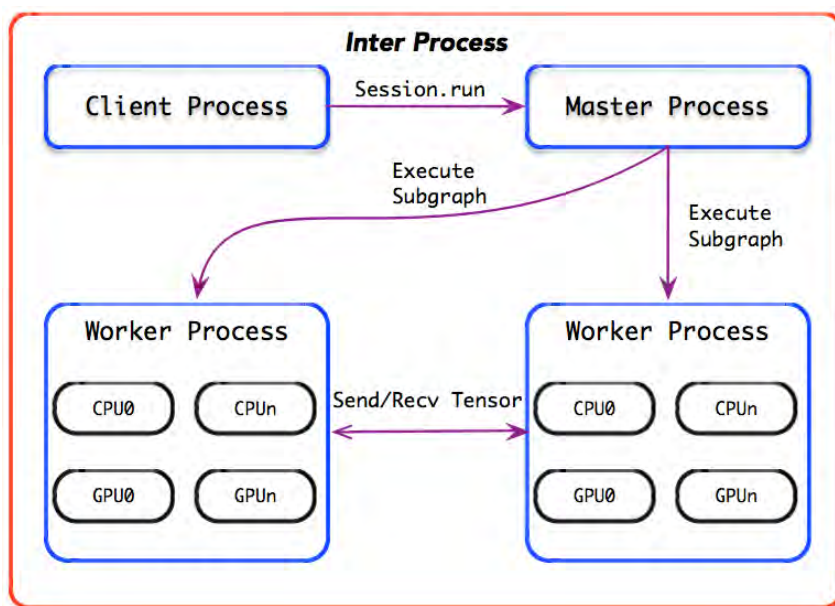 Inter Process
Client Process
Session.run
Master Process
Execute
Subgraph
Execute
Subgraph
Worker Process
CPU0
CPUn
GPU0
GPUn
Send/Recv Tensor
Worker Process
CPU0
CPUn
GPU0
GPUn